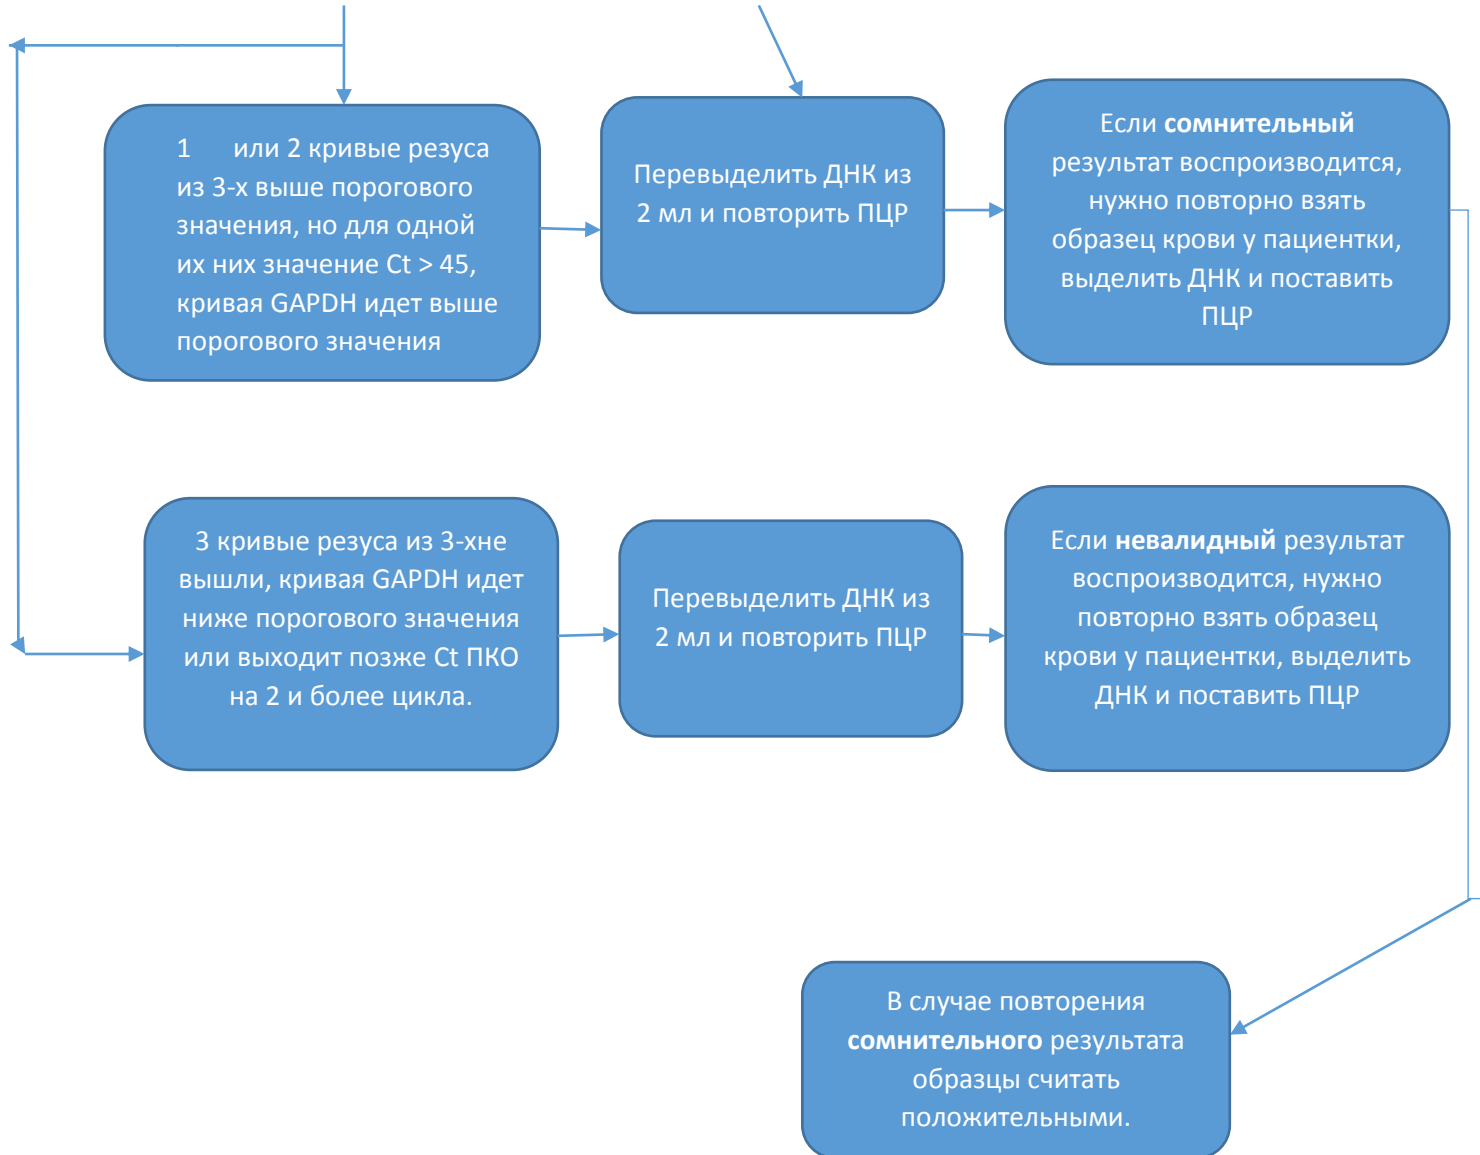 1 или 2 кривые резуса
из 3-х выше порогового
значения, но для одной
их них значение Ct > 45,
кривая GAPDH идет выше
порогового значения
Перевыделить ДНК из
2 мл и повторить ПЦР
Если сомнительный
результат воспроизводится,
нужно повторно взять
образец крови у пациентки,
выделить ДНК и поставить
ПЦР
3 кривые резуса из 3-хне
вышли, кривая GAPDH идет
ниже порогового значения
или выходит позже Ct ПКО
на 2 и более цикла.
Перевыделить ДНК из
2 мл и повторить ПЦР
Если невалидный результат
воспроизводится, нужно
повторно взять образец
крови у пациентки, выделить
ДНК и поставить ПЦР
В случае повторения
сомнительного результата
образцы считать
положительными.